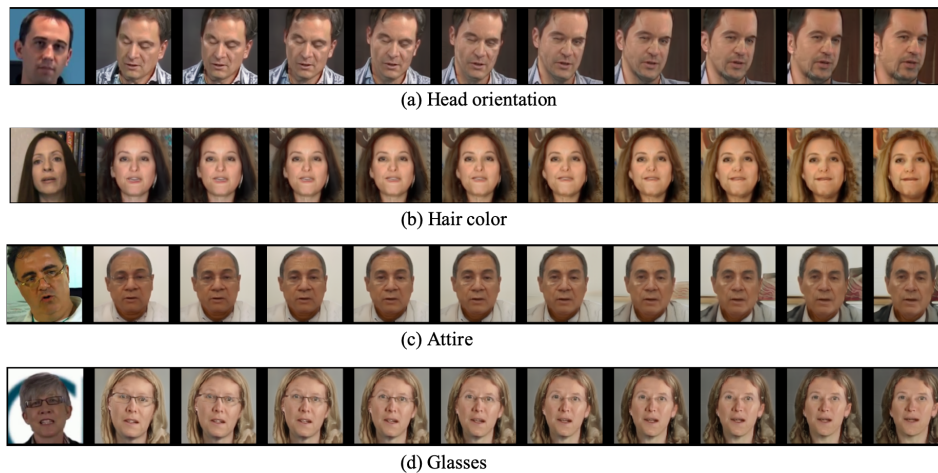 (a) Head orientation
(b) Hair color
(c) Attire
(d) Glasses